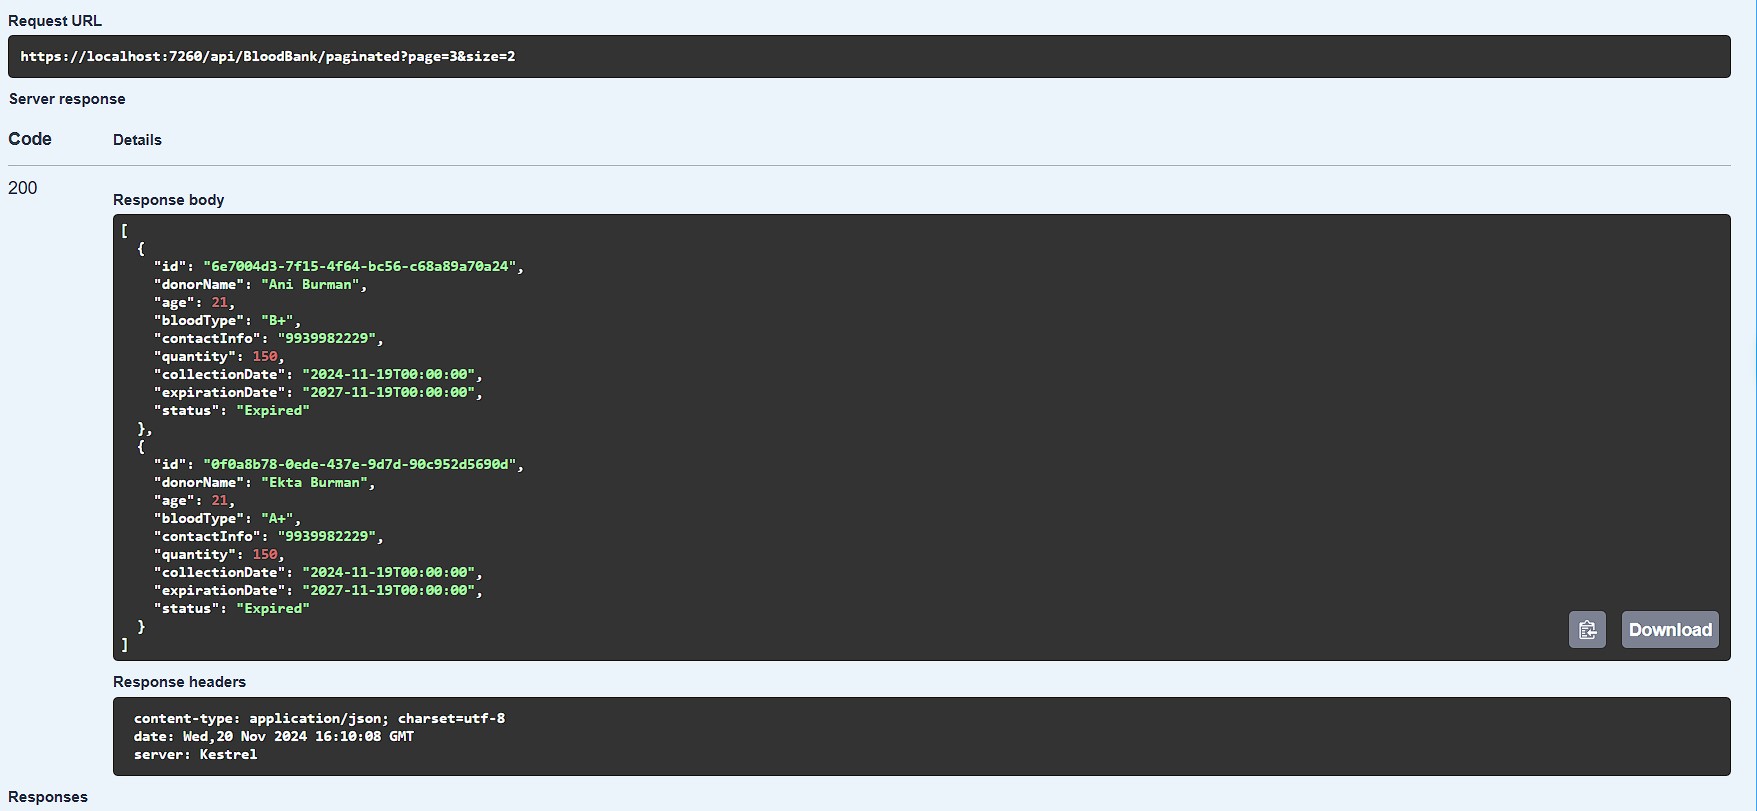 Request URL
https://localhost:7260/api/BloodBank/paginated?page=3&size=2
Server response
Code Details
200
Response body
[
  {
    "id": "6e7004d3-7f15-4f64-bc56-c68a89a70a24",
    "donorName": "Ani Burman",
    "age": 21,
    "bloodType": "B+",
    "contactInfo": "9939982229",
    "quantity": 150,
    "collectionDate": "2024-11-19T00:00:00",
    "expirationDate": "2027-11-19T00:00:00",
    "status": "Expired"
  },
  {
    "id": "0f0a8b78-0ede-437e-9d7d-90c952d5690d",
    "donorName": "Ekta Burman",
    "age": 21,
    "bloodType": "A+",
    "contactInfo": "9939982229",
    "quantity": 150,
    "collectionDate": "2024-11-19T00:00:00",
    "expirationDate": "2027-11-19T00:00:00",
    "status": "Expired"
  }
]
Download
Response headers
content-type: application/json; charset=utf-8
date: Wed,20 Nov 2024 16:10:08 GMT
server: Kestrel
Responses